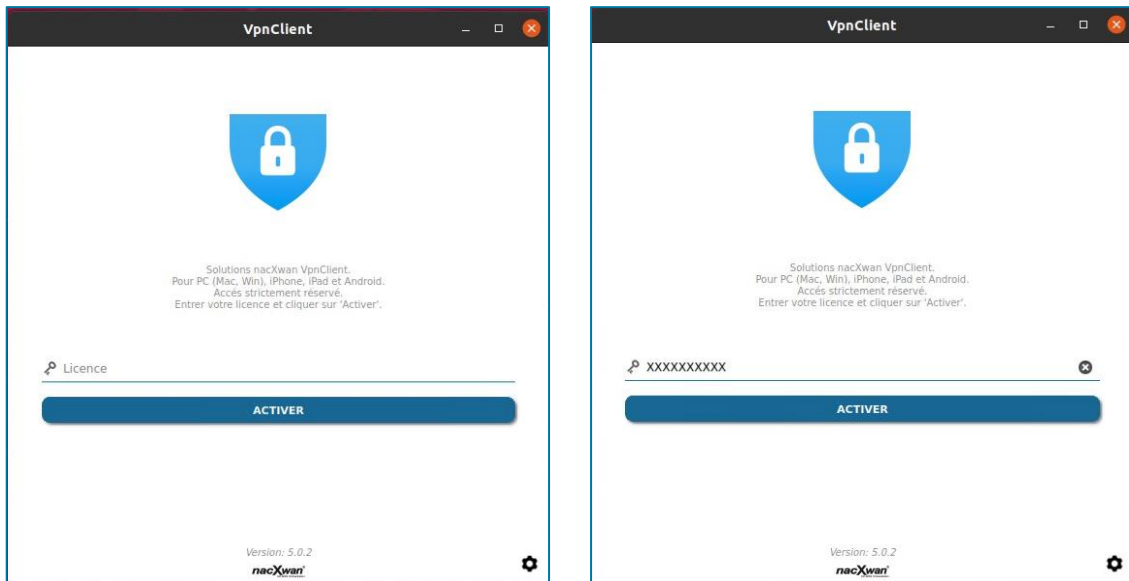 VpnClient
Solutions nacXwan VpnClient.
Pour PC (Mac, Win), iPhone, iPad et Android.
Accés strictement réservé.
Entrer votre licence et cliquer sur 'Activer'.
Licence
ACTIVER
Version: 5.0.2
nacXwan
VpnClient
Solutions nacXwan VpnClient.
Pour PC (Mac, Win), iPhone, iPad et Android.
Accés strictement réservé.
Entrer votre licence et cliquer sur 'Activer'.
XXXXXXXXXX
ACTIVER
Version: 5.0.2
nacXwan